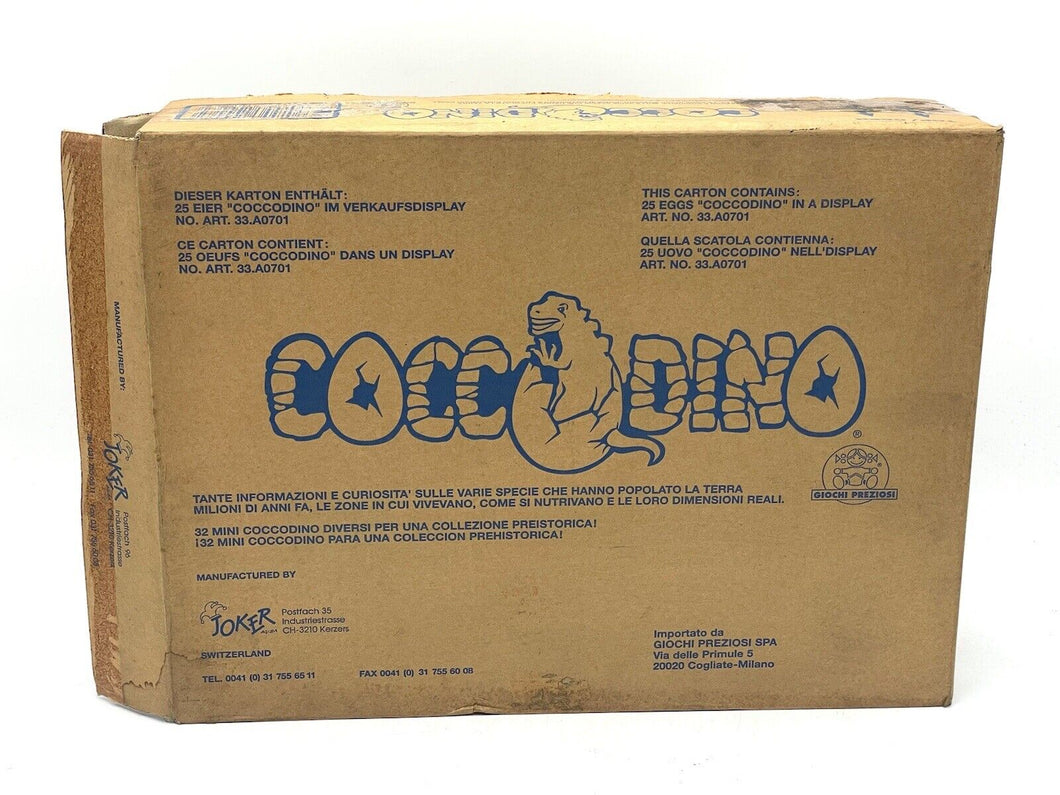 COCCODINO
DIESER KARTON ENTHÄLT:
25 EIER "COCCODINO" IM VERKAUFSDISPLAY
NO. ART. 33.A0701
CE CARTON CONTIENT:
25 OEUFS "COCCODINO" DANS UN DISPLAY
NO. ART. 33.A0701
THIS CARTON CONTAINS:
25 EGGS "COCCODINO" IN A DISPLAY
ART. NO. 33.A0701
QUELLA SCATOLA CONTIENNA:
25 UOVO "COCCODINO" NELL'DISPLAY
ART. NO. 33.A0701
COCCODINO
®
GIOCHI PREZIOSI
TANTE INFORMAZIONI E CURIOSITA' SULLE VARIE SPECIE CHE HANNO POPOLATO LA TERRA
MILIONI DI ANNI FA, LE ZONE IN CUI VIVEVANO, COME SI NUTRIVANO E LE LORO DIMENSIONI REALI.
32 MINI COCCODINO DIVERSI PER UNA COLLEZIONE PREISTORICA!
¡32 MINI COCCODINO PARA UNA COLECCION PREHISTORICA!
MANUFACTURED BY
JOKER
Postfach 35
Industriestrasse
CH-3210 Kerzers
SWITZERLAND
TEL. 0041 (0) 31 755 65 11
FAX 0041 (0) 31 755 60 08
Importato da
GIOCHI PREZIOSI SPA
Via delle Primule 5
20020 Cogliate-Milano
MANUFACTURED BY:
JOKER
Postfach 96
Industriestrasse
CH-3210 Kerzers